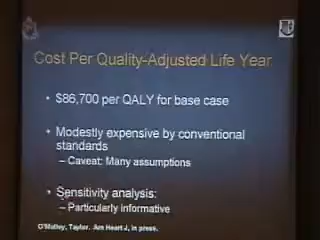 Cost Per Quality-Adjusted Life Year
• $86,700 per QALY for base case
• Modestly expensive by conventional
standards
– Caveat: Many assumptions
• Sensitivity analysis:
– Particularly informative
O'Malley, Taylor. Am Heart J, in press.